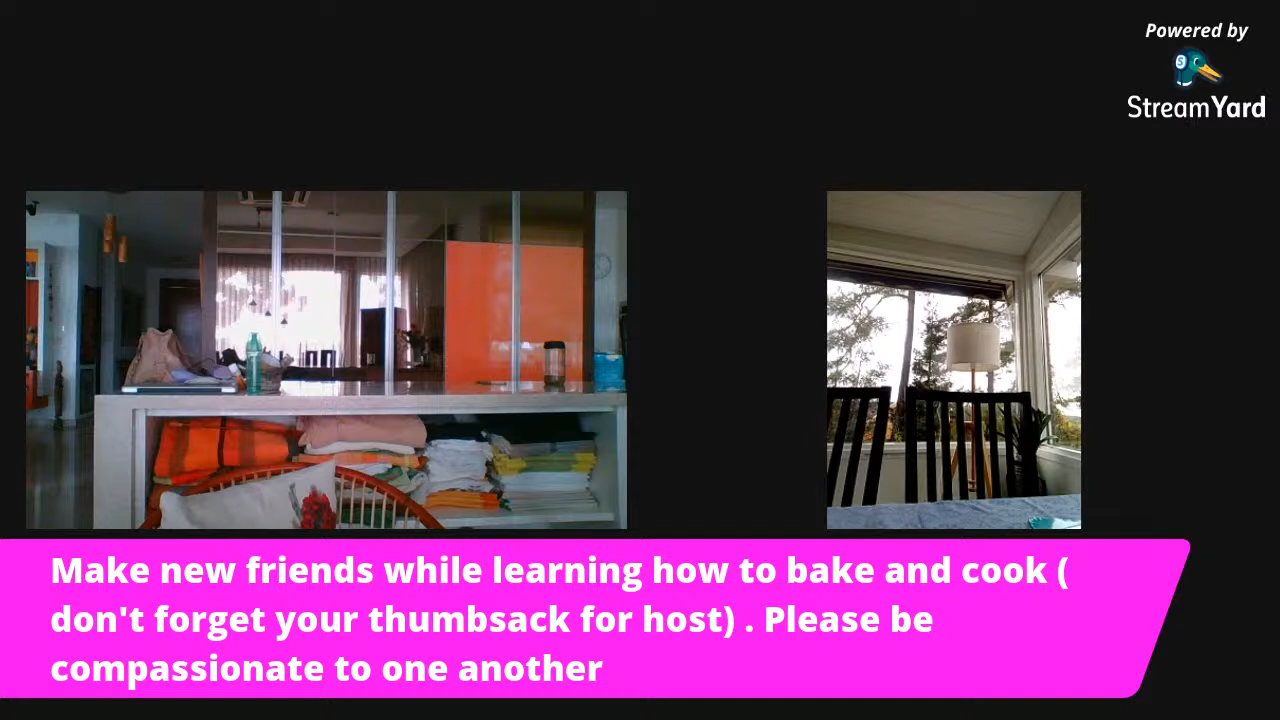 Powered by
StreamYard
Make new friends while learning how to bake and cook (
don't forget your thumbsack for host) . Please be
compassionate to one another